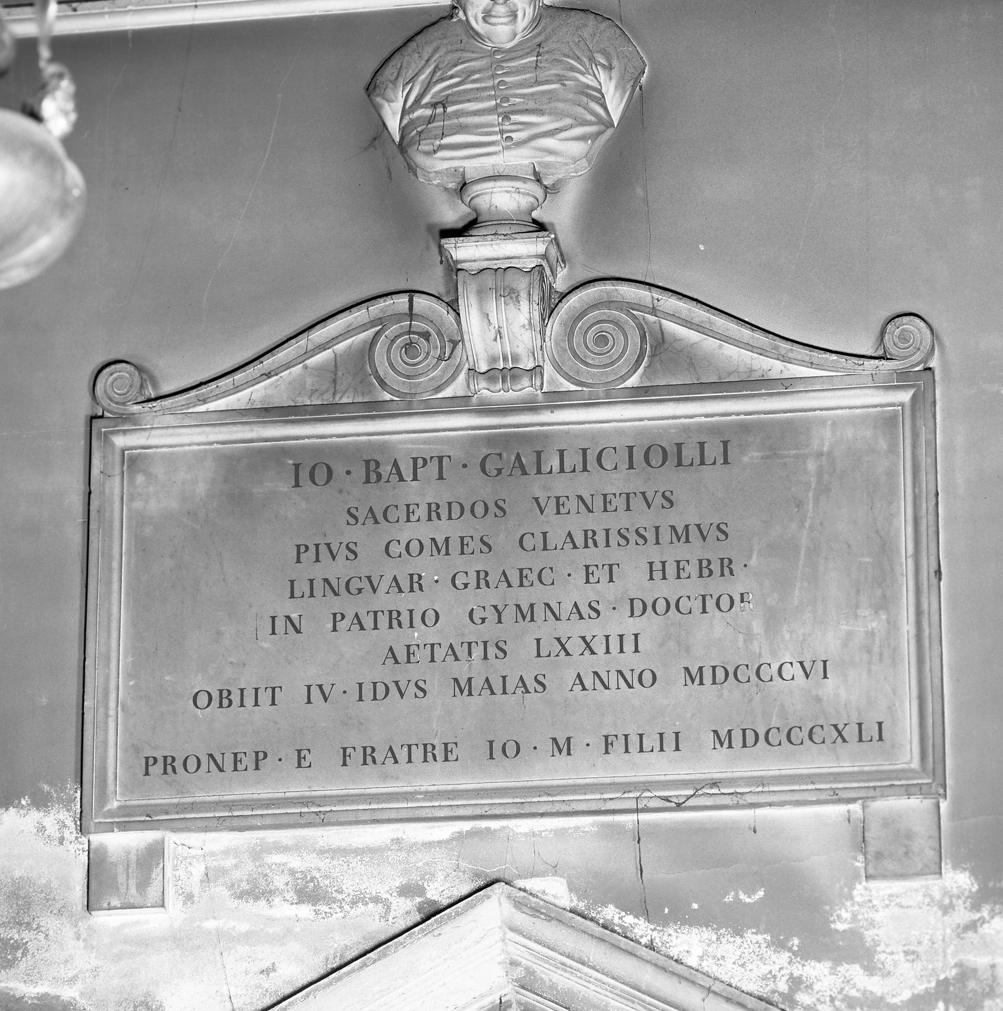 IO · BAPT · GALLICIOLLI
SACERDOS VENETVS
PIVS COMES CLARISSIMVS
LINGVAR · GRAEC · ET HEBR ·
IN PATRIO GYMNAS · DOCTOR
AETATIS LXXIII
OBIIT IV · IDVS MAIAS ANNO MDCCCVI
PRONEP · E FRATRE IO · M · FILII MDCCCXLI